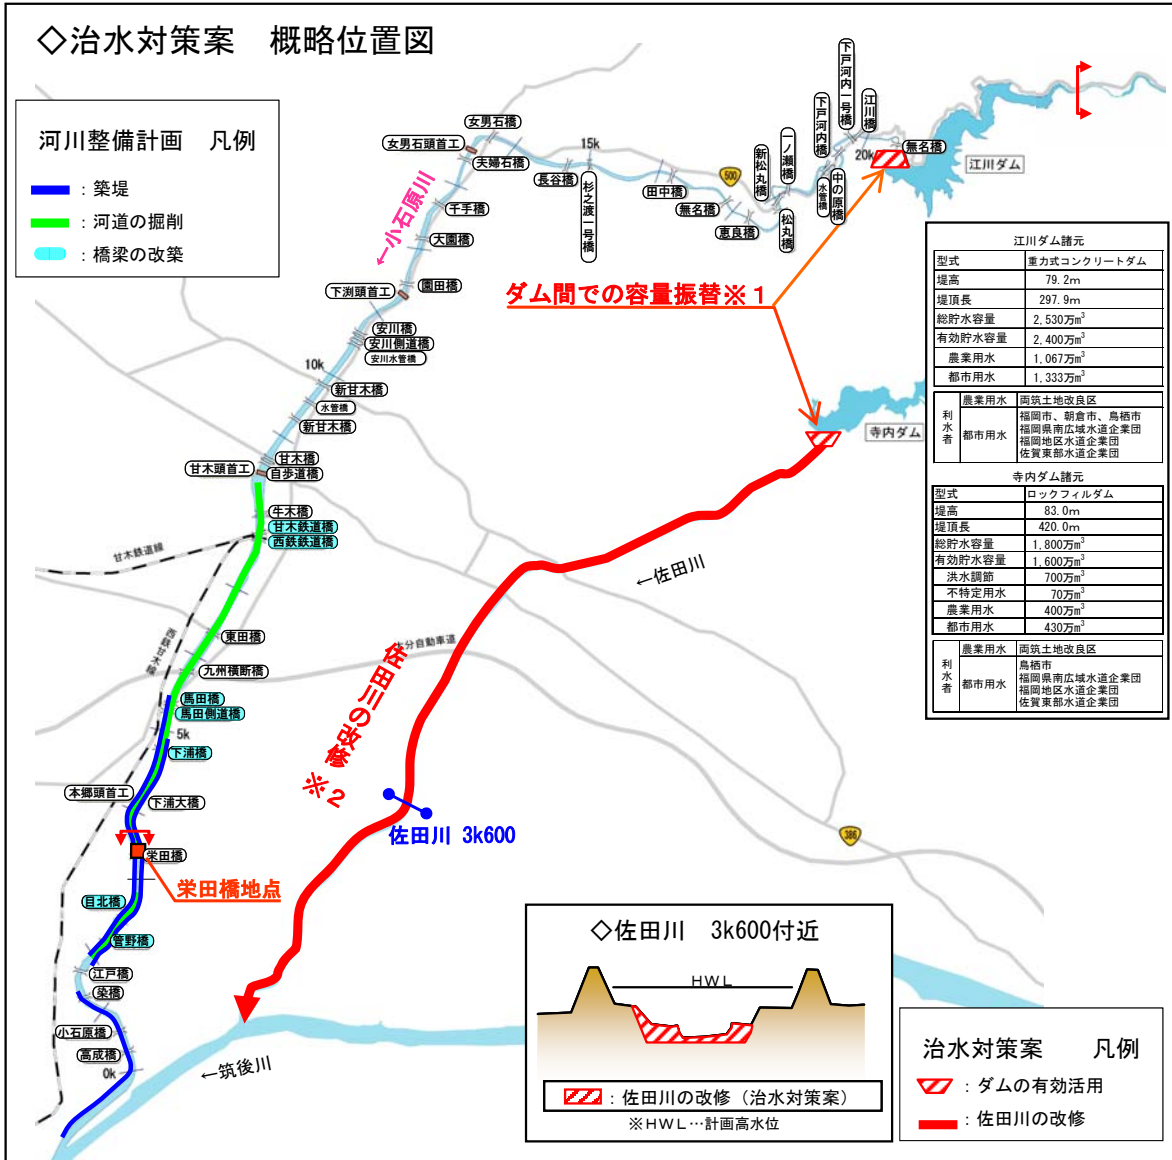 ◇治水対策案　概略位置図
河川整備計画　凡例
：築堤
：河道の掘削
：橋梁の改築
女男石橋
女男石頭首工
夫婦石橋
15k
長谷橋
杉之渡一号橋
田中橋
500
無名橋
恵良橋
新松丸橋
一ノ瀬橋
松丸橋
下戸河内橋
水管橋
中の原橋
下戸河内一号橋
江川橋
20k
無名橋
江川ダム
←小石原川
千手橋
大園橋
園田橋
下渕頭首工
安川橋
安川側道橋
安川水管橋
10k
新甘木橋
水管橋
新甘木橋
甘木橋
甘木頭首工
自歩道橋
牛木橋
甘木鉄道橋
西鉄鉄道橋
甘木鉄道線
西鉄甘木線
東田橋
九州横断橋
大分自動車道
馬田橋
馬田側道橋
5k
下浦橋
本郷頭首工
下浦大橋
栄田橋
栄田橋地点
目北橋
管野橋
江戸橋
染橋
小石原橋
高成橋
0k
←筑後川
ダム間での容量振替※１
寺内ダム
←佐田川
佐田川の改修
※２
佐田川 3k600
386
江川ダム諸元
型式 重力式コンクリートダム
堤高 79.2m
堤頂長 297.9m
総貯水容量 2,530万m³
有効貯水容量 2,400万m³
農業用水 1,067万m³
都市用水 1,333万m³
利水者
農業用水 両筑土地改良区
都市用水 福岡市、朝倉市、鳥栖市
福岡県南広域水道企業団
福岡地区水道企業団
佐賀東部水道企業団
寺内ダム諸元
型式 ロックフィルダム
堤高 83.0m
堤頂長 420.0m
総貯水容量 1,800万m³
有効貯水容量 1,600万m³
洪水調節 700万m³
不特定用水 70万m³
農業用水 400万m³
都市用水 430万m³
利水者
農業用水 両筑土地改良区
都市用水 鳥栖市
福岡県南広域水道企業団
福岡地区水道企業団
佐賀東部水道企業団
◇佐田川　3k600付近
HWL
：佐田川の改修（治水対策案）
※HWL…計画高水位
治水対策案　凡例
：ダムの有効活用
：佐田川の改修